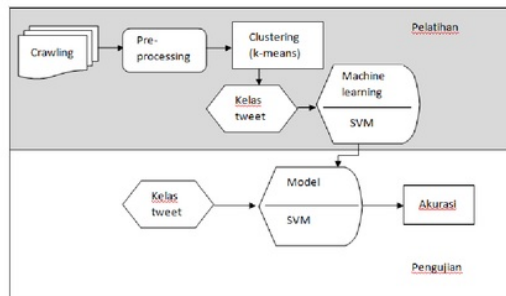 Pelatihan
Crawling
Pre-
processing
Clustering
(k-means)
Kelas
tweet
Machine
learning
SVM
Kelas
tweet
Model
SVM
Akurasi
Pengujian